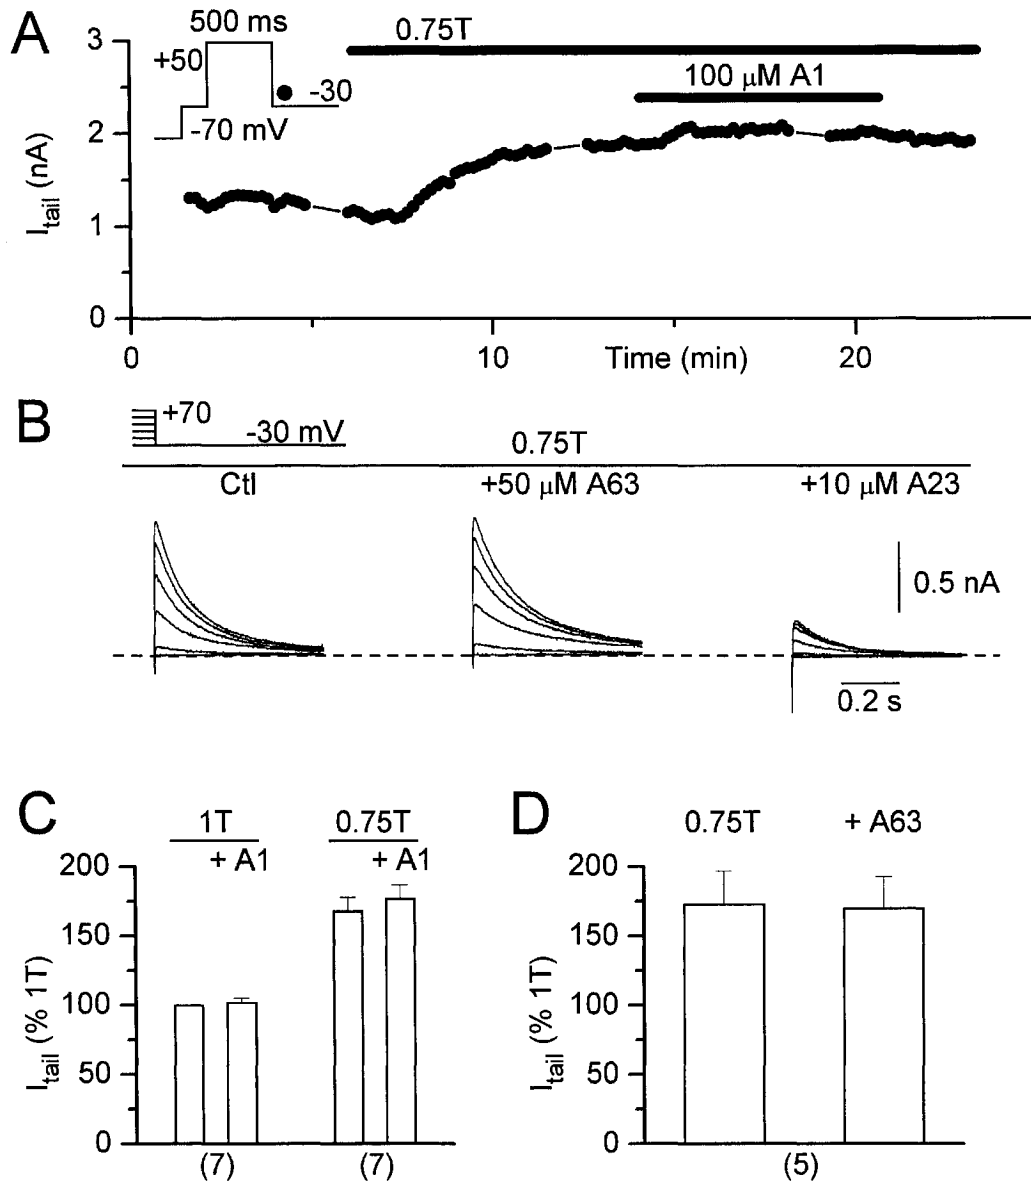 A
500 ms
0.75T
3
+50
100 μM A1
-30
2
-70 mV
I tail (nA)
1
0
0
10
Time (min)
20
B
+70
-30 mV
0.75T
Ctl
+50 μM A63
+10 μM A23
0.5 nA
0.2 s
C
1T
0.75T
+ A1
+ A1
200
150
100
50
0
I tail (% 1T)
(7)
(7)
D
0.75T
+ A63
200
150
100
50
0
I tail (% 1T)
(5)